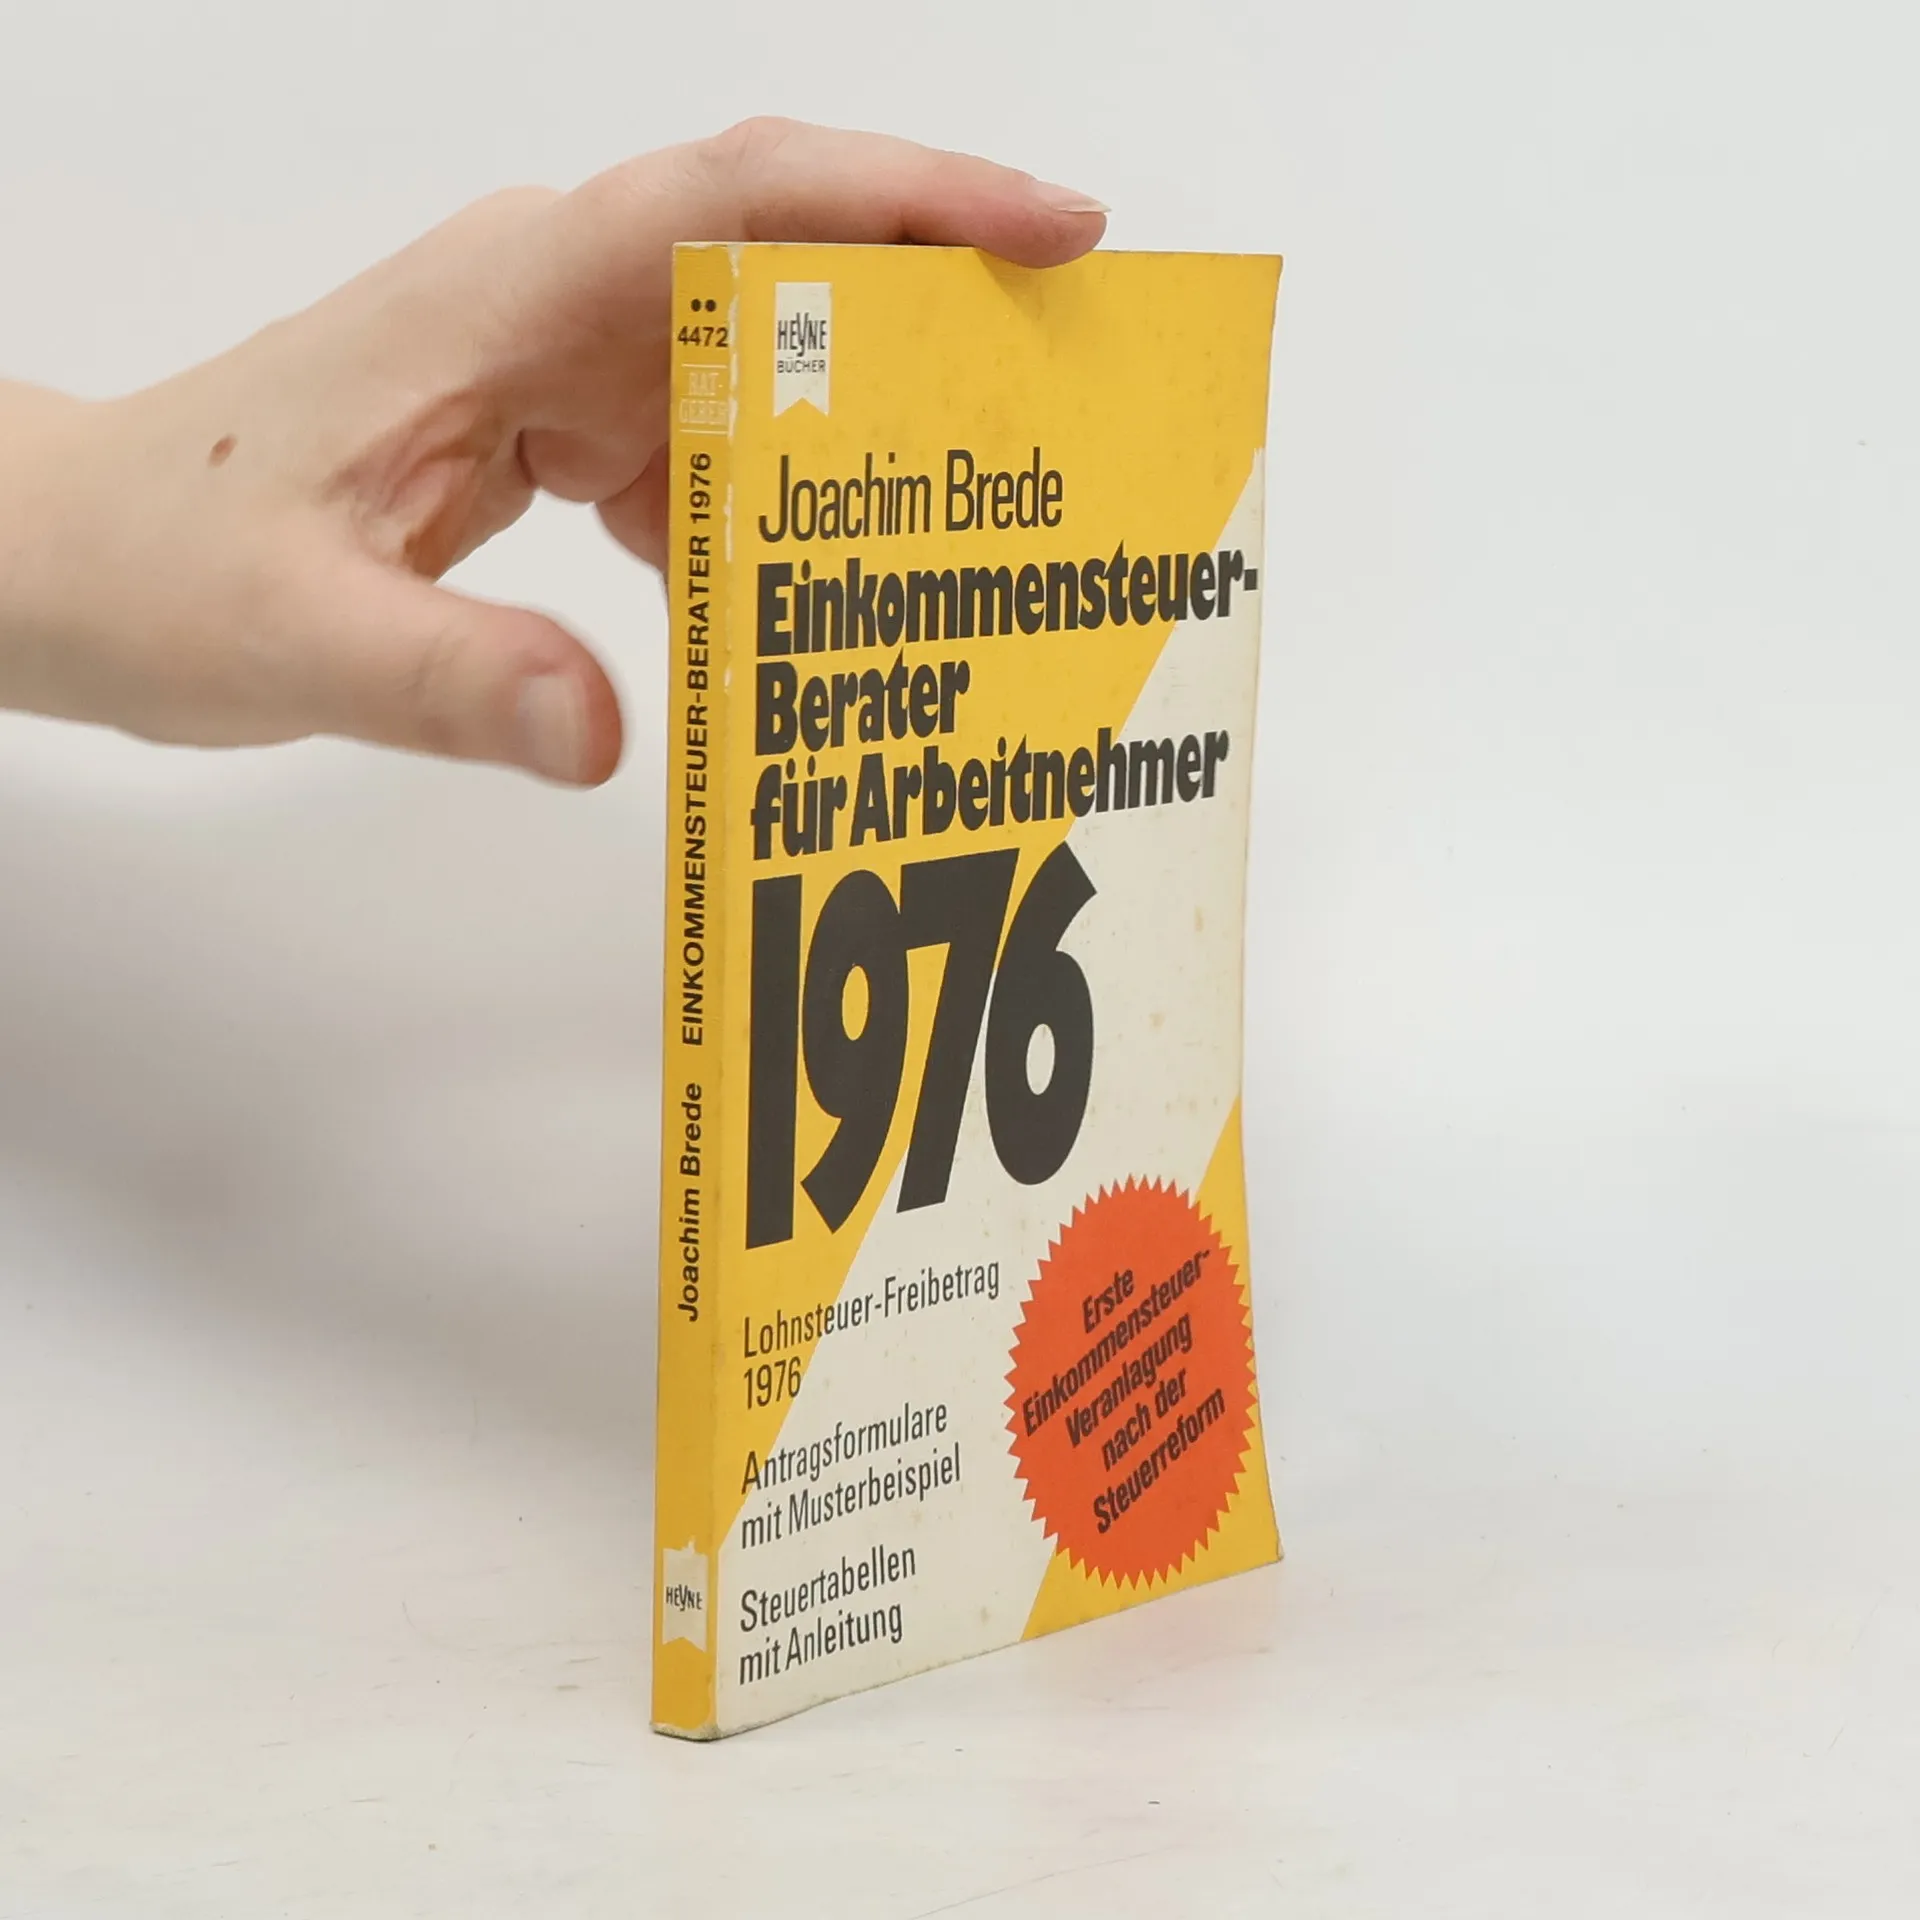 ●● 
4472
RAT-
GEBER
Joachim Brede EINKOMMENSTEUER-BERATER 1976
HEYNE
HEYNE
BÜCHER
Joachim Brede
Einkommensteuer-
Berater
für Arbeitnehmer
1976
Lohnsteuer-Freibetrag
1976
Antragsformulare
mit Musterbeispiel
Steuertabellen
mit Anleitung
Erste
Einkommensteuer-
Veranlagung
nach der
Steuerreform